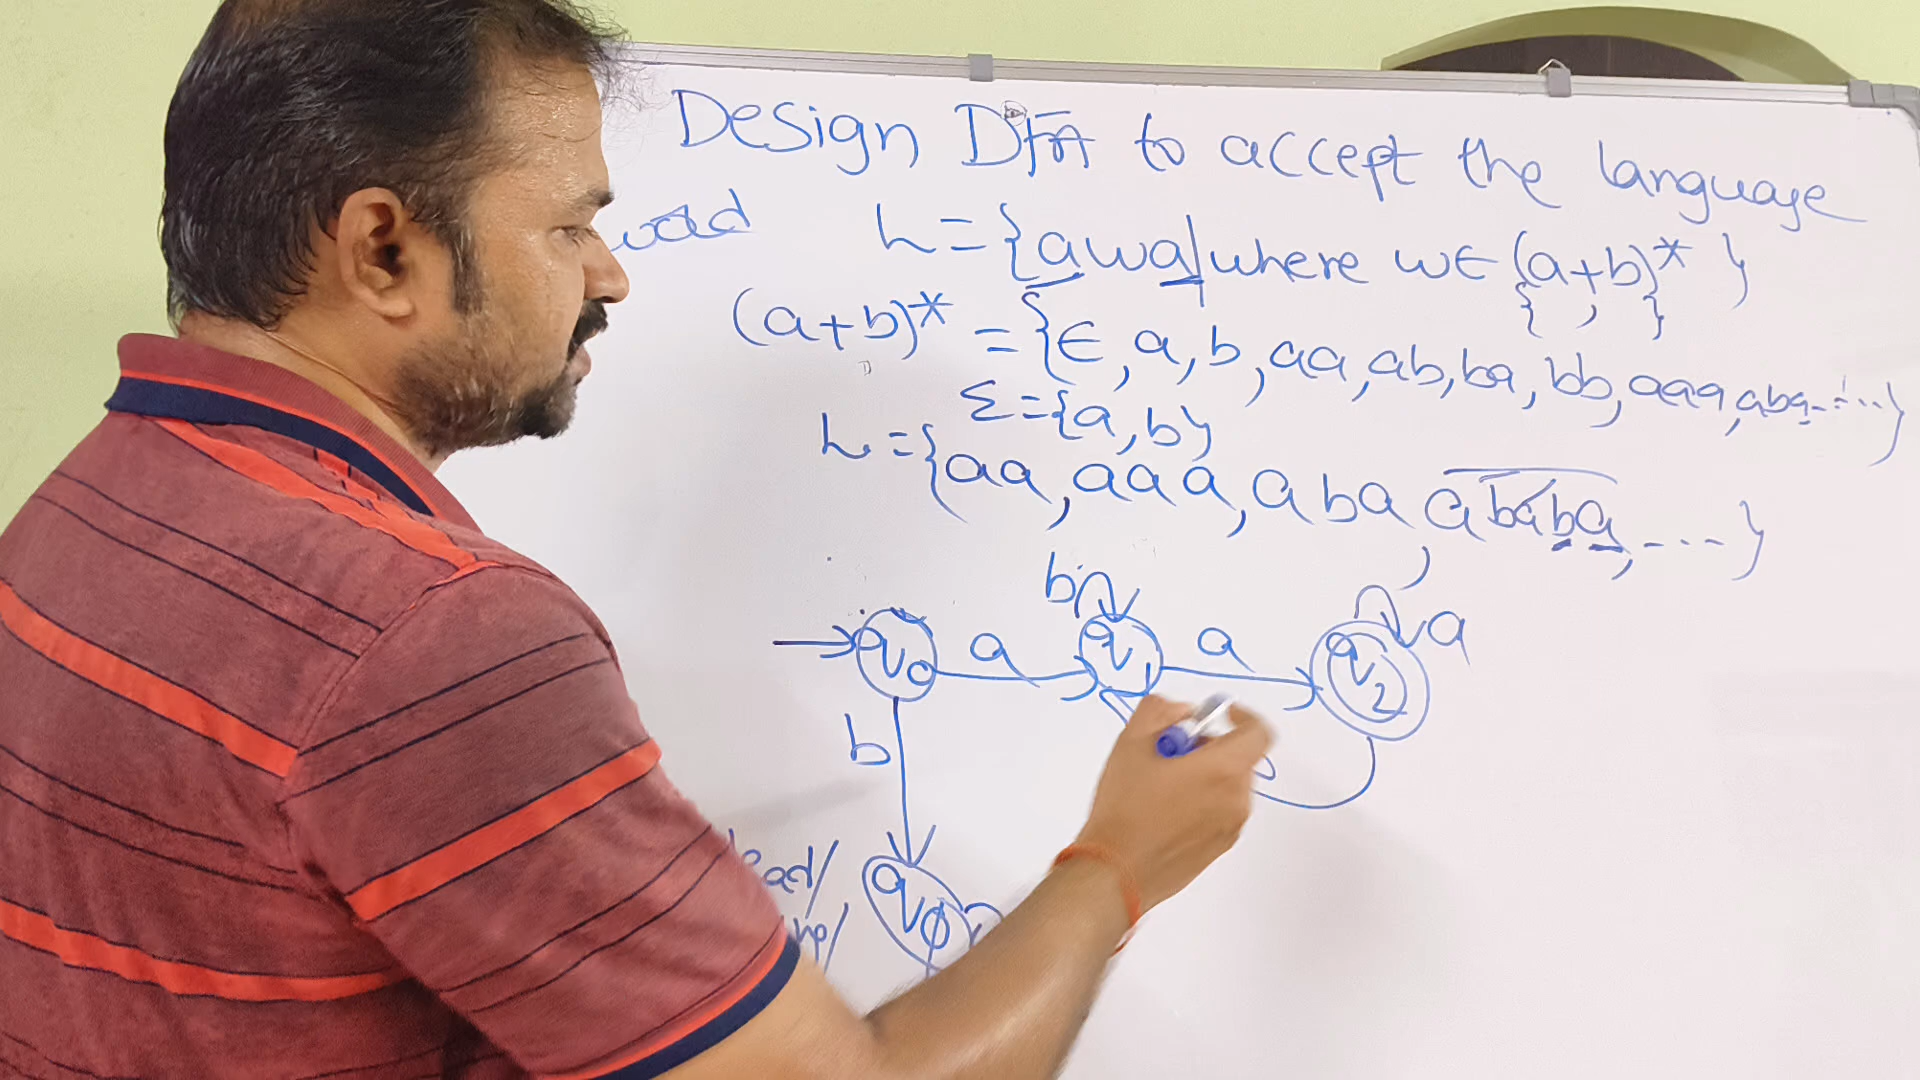 Design DFA to accept the language
L = {awa | where w ∈ (a+b)* }
{ , }
(a+b)* = {ϵ, a, b, aa, ab, ba, bb, aaa, aba-----}
Σ = {a, b}
L = {aa, aaa, aba, ababa, ----}
b
a
q0 a q1 a q2
b
b
qϕ